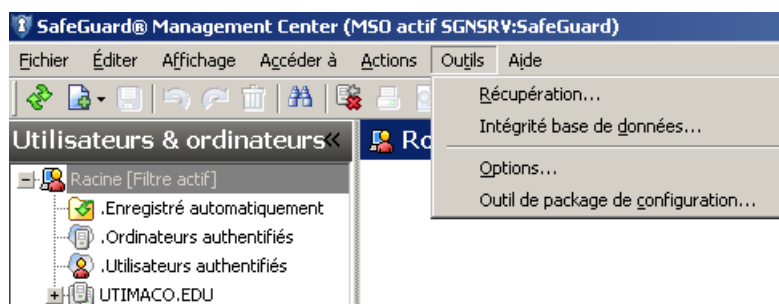 SafeGuard® Management Center (MSO actif SGNSRV:SafeGuard)
Fichier Éditer Affichage Accéder à Actions Outils Aide
Récupération...
Intégrité base de données...
Options...
Outil de package de configuration...
Utilisateurs & ordinateurs« Ro
Racine [Filtre actif]
.Enregistré automatiquement
.Ordinateurs authentifiés
.Utilisateurs authentifiés
UTIMACO.EDU